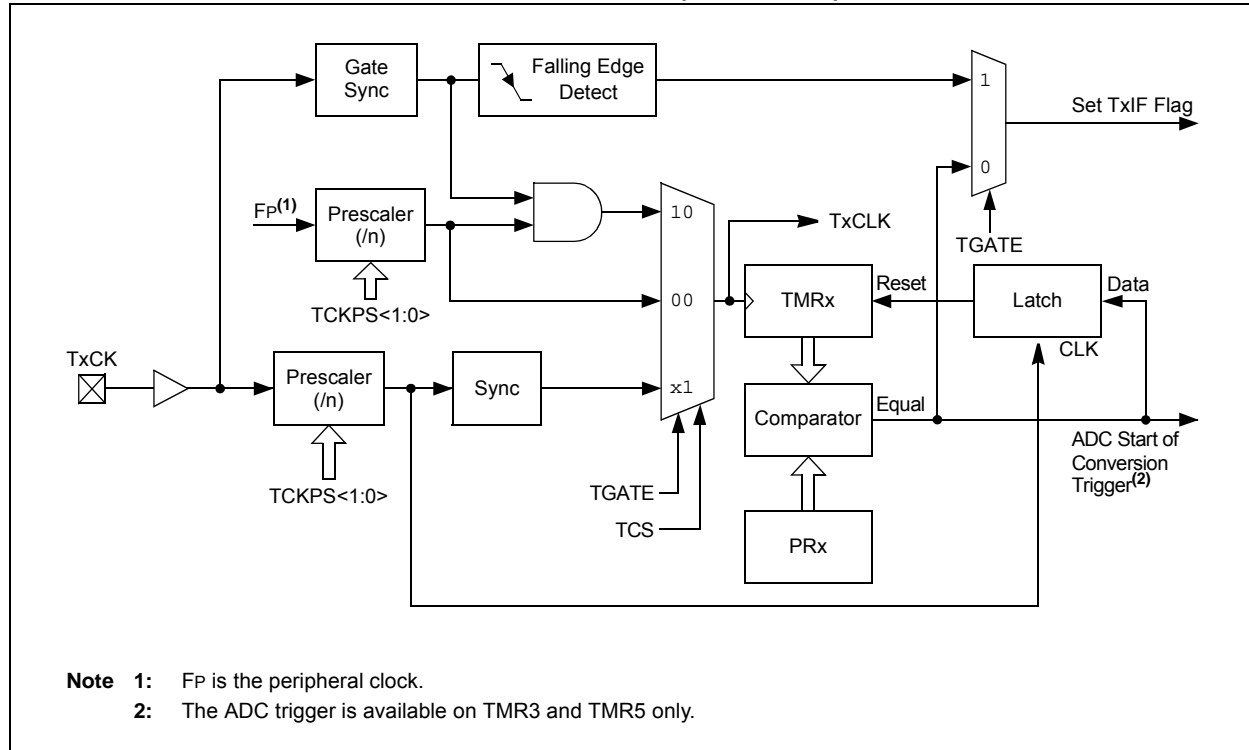 Gate
Sync
Falling Edge
Detect
1
Set TxIF Flag
0
FP(1)
Prescaler
(/n)
10
TxCLK
TGATE
TCKPS<1:0>
00
TMRx
Reset
Latch
Data
CLK
TxCK
Prescaler
(/n)
Sync
x1
Comparator
Equal
ADC Start of
Conversion
Trigger(2)
TCKPS<1:0>
TGATE
TCS
PRx
Note 1: FP is the peripheral clock.
2: The ADC trigger is available on TMR3 and TMR5 only.